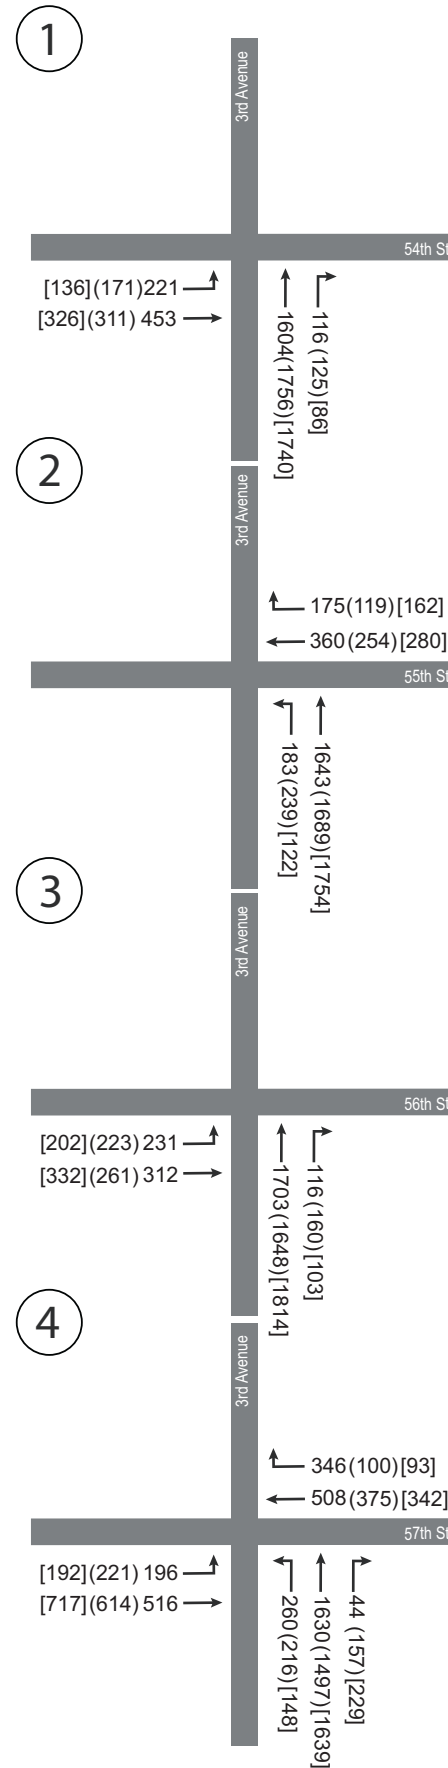 1
3rd Avenue
54th St
[136](171)221
[326](311) 453
1604(1756)[1740]
116 (125)[86]
2
3rd Avenue
175(119)[162]
360(254)[280]
55th St
183(239)[122]
1643(1689)[1754]
3
3rd Avenue
56th St
[202](223) 231
[332](261) 312
1703(1648)[1814]
116 (160)[103]
4
3rd Avenue
346(100)[93]
508(375)[342]
57th St
[192](221) 196
[717](614) 516
260(216)[148]
1630(1497)[1639]
44 (157)[229]